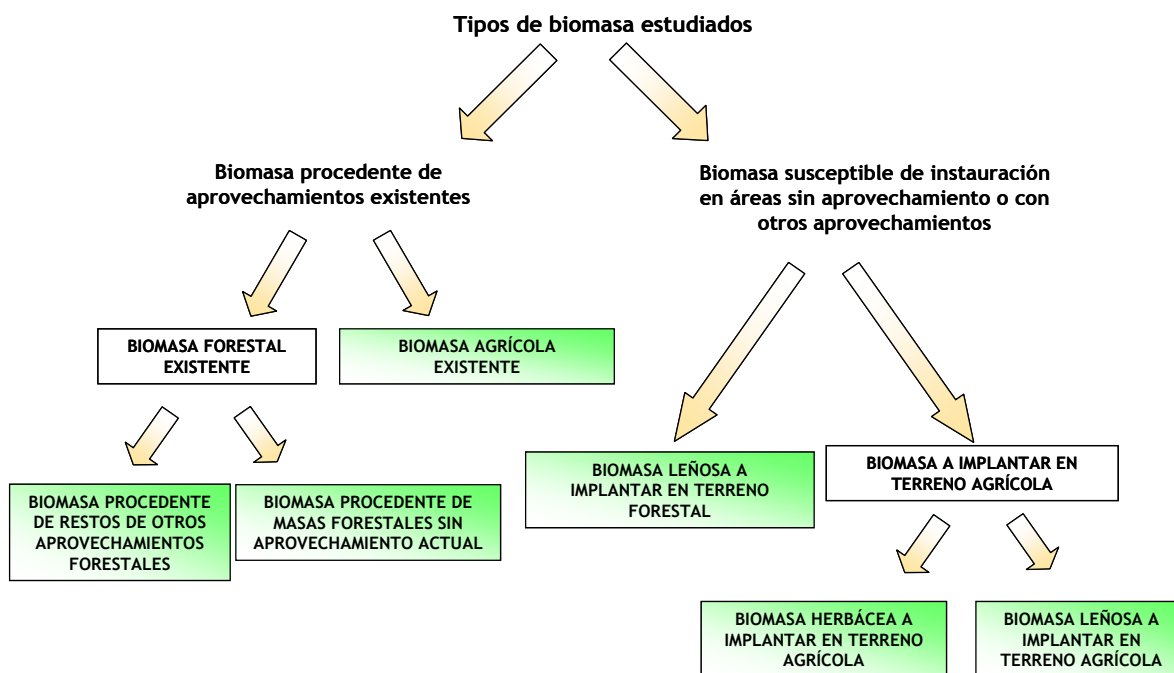 Tipos de biomasa estudiados
Biomasa procedente de
aprovechamientos existentes
Biomasa susceptible de instauración
en áreas sin aprovechamiento o con
otros aprovechamientos
BIOMASA FORESTAL
EXISTENTE
BIOMASA AGRÍCOLA
EXISTENTE
BIOMASA LEÑOSA A
IMPLANTAR EN TERRENO
FORESTAL
BIOMASA A IMPLANTAR EN
TERRENO AGRÍCOLA
BIOMASA PROCEDENTE
DE RESTOS DE OTROS
APROVECHAMIENTOS
FORESTALES
BIOMASA PROCEDENTE DE
MASAS FORESTALES SIN
APROVECHAMIENTO ACTUAL
BIOMASA HERBÁCEA A
IMPLANTAR EN TERRENO
AGRÍCOLA
BIOMASA LEÑOSA A
IMPLANTAR EN
TERRENO AGRÍCOLA